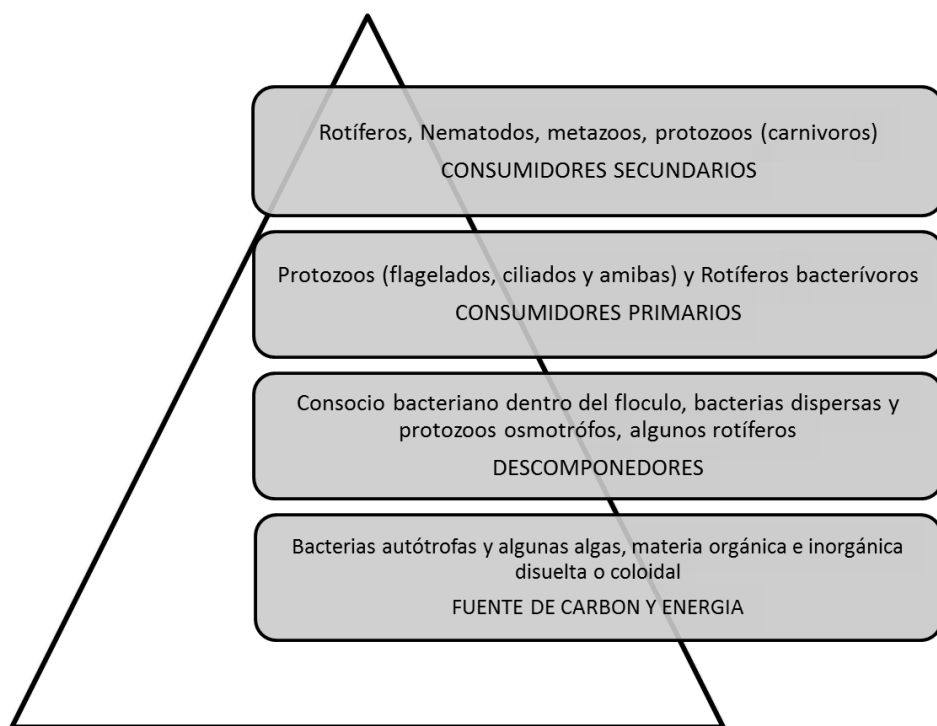 Rotíferos, Nematodos, metazoos, protozoos (carnivoros)
CONSUMIDORES SECUNDARIOS
Protozoos (flagelados, ciliados y amibas) y Rotíferos bacterívoros
CONSUMIDORES PRIMARIOS
Consocio bacteriano dentro del floculo, bacterias dispersas y
protozoos osmotrófos, algunos rotíferos
DESCOMPONEDORES
Bacterias autótrofas y algunas algas, materia orgánica e inorgánica
disuelta o coloidal
FUENTE DE CARBON Y ENERGIA